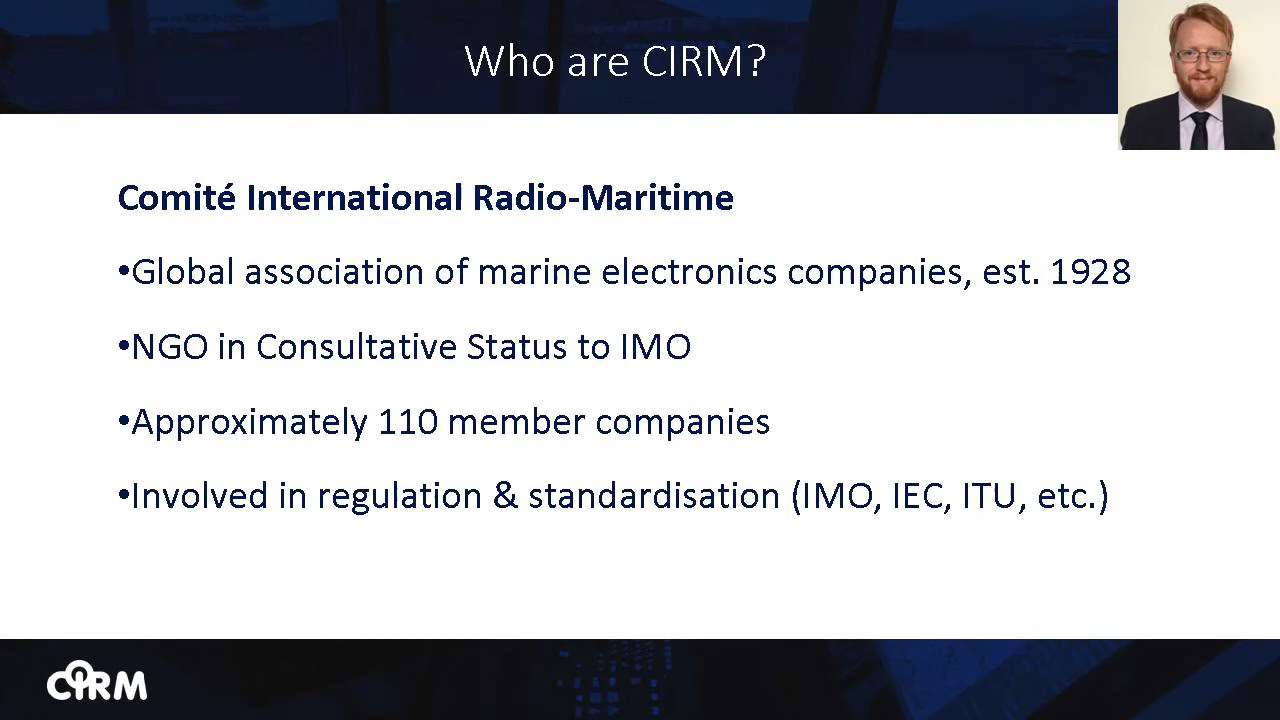 Who are CIRM?
Comité International Radio-Maritime
•Global association of marine electronics companies, est. 1928
•NGO in Consultative Status to IMO
•Approximately 110 member companies
•Involved in regulation & standardisation (IMO, IEC, ITU, etc.)
CIRM